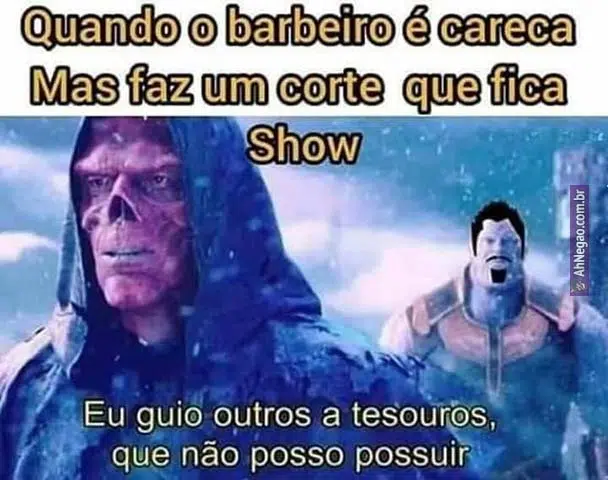 Quando o barbeiro é careca
Mas faz um corte que fica
Show
AhNegao.com.br
Eu guio outros a tesouros,
que não posso possuir